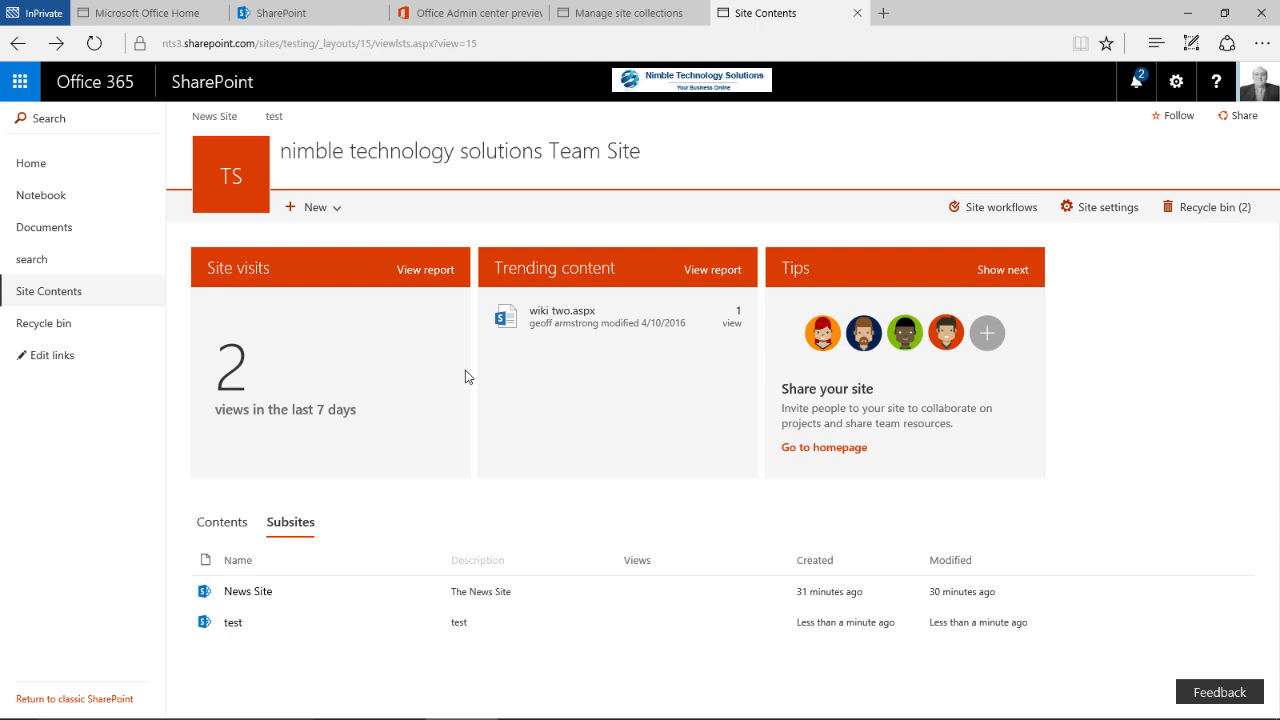 InPrivate
Microsoft Cloud
SharePoint
Office Admin center preview
Manage site collections
Site Contents
nts3.sharepoint.com/sites/testing/_layouts/15/viewlsts.aspx?view=15
Office 365
SharePoint
Nimble Technology Solutions
Your Business Online
2
?
Search
News Site
test
Follow
Share
TS
nimble technology solutions Team Site
New
Site workflows
Site settings
Recycle bin (2)
Home
Notebook
Documents
search
Site Contents
Recycle bin
Edit links
Return to classic SharePoint
Site visits
View report
2
views in the last 7 days
Trending content
View report
wiki two.aspx
1
geoff armstrong modified 4/10/2016
view
Tips
Show next
Share your site
Invite people to your site to collaborate on
projects and share team resources.
Go to homepage
Contents
Subsites
Name
Description
Views
Created
Modified
News Site
The News Site
31 minutes ago
30 minutes ago
test
test
Less than a minute ago
Less than a minute ago
Feedback